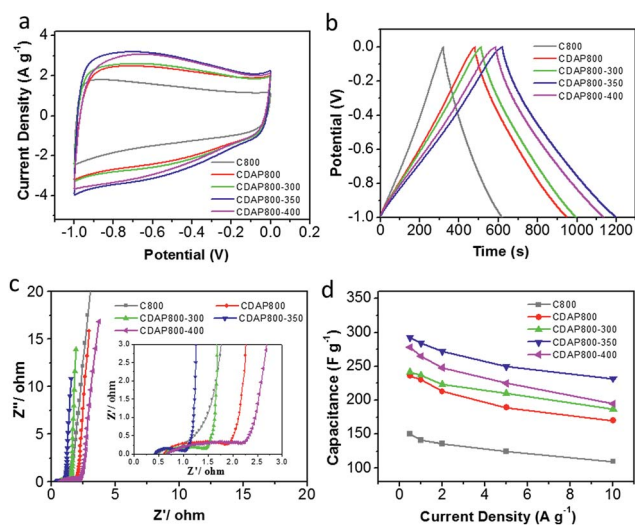 a
Current Density (A g⁻¹)
4
2
0
-2
-4
C800
CDAP800
CDAP800-300
CDAP800-350
CDAP800-400
-1.0 -0.8 -0.6 -0.4 -0.2 0.0 0.2
Potential (V)
b
Potential (V)
0.0
-0.2
-0.4
-0.6
-0.8
-1.0
C800
CDAP800
CDAP800-300
CDAP800-350
CDAP800-400
0 200 400 600 800 1000 1200
Time (s)
c
Z''/ ohm
20
15
10
5
0
C800 CDAP800
CDAP800-300 CDAP800-350
CDAP800-400
Z'/ ohm
3.0
2.5
2.0
1.5
1.0
0.5
0.0
0.0 0.5 1.0 1.5 2.0 2.5 3.0
Z'/ ohm
0 5 10 15 20
Z'/ ohm
d
Capacitance (F g⁻¹)
350
300
250
200
150
100
C800
CDAP800
CDAP800-300
CDAP800-350
CDAP800-400
0 2 4 6 8 10
Current Density (A g⁻¹)